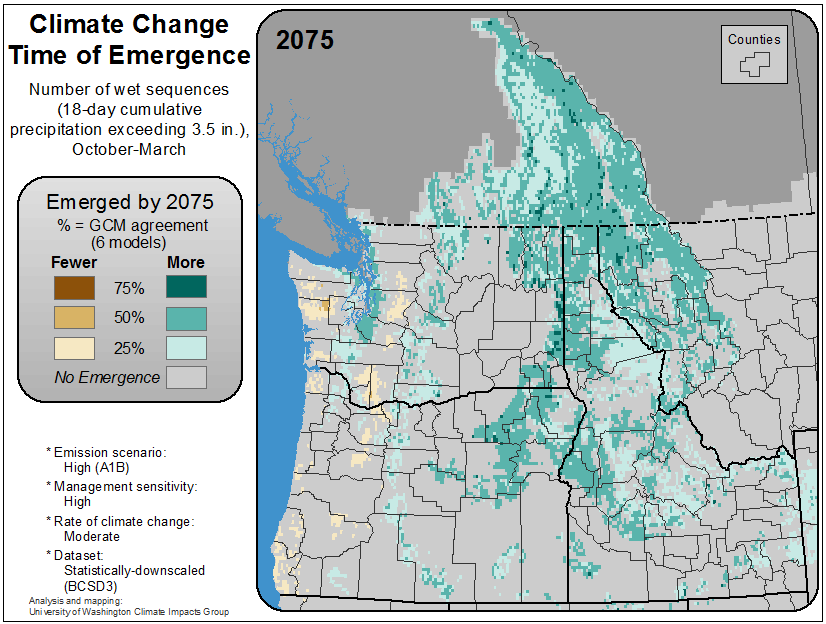 Climate Change
Time of Emergence
Number of wet sequences
(18-day cumulative
precipitation exceeding 3.5 in.),
October-March
Emerged by 2075
% = GCM agreement
(6 models)
Fewer More
75%
50%
25%
No Emergence
* Emission scenario:
High (A1B)
* Management sensitivity:
High
* Rate of climate change:
Moderate
* Dataset:
Statistically-downscaled
(BCSD3)
Analysis and mapping:
University of Washington Climate Impacts Group
2075
Counties